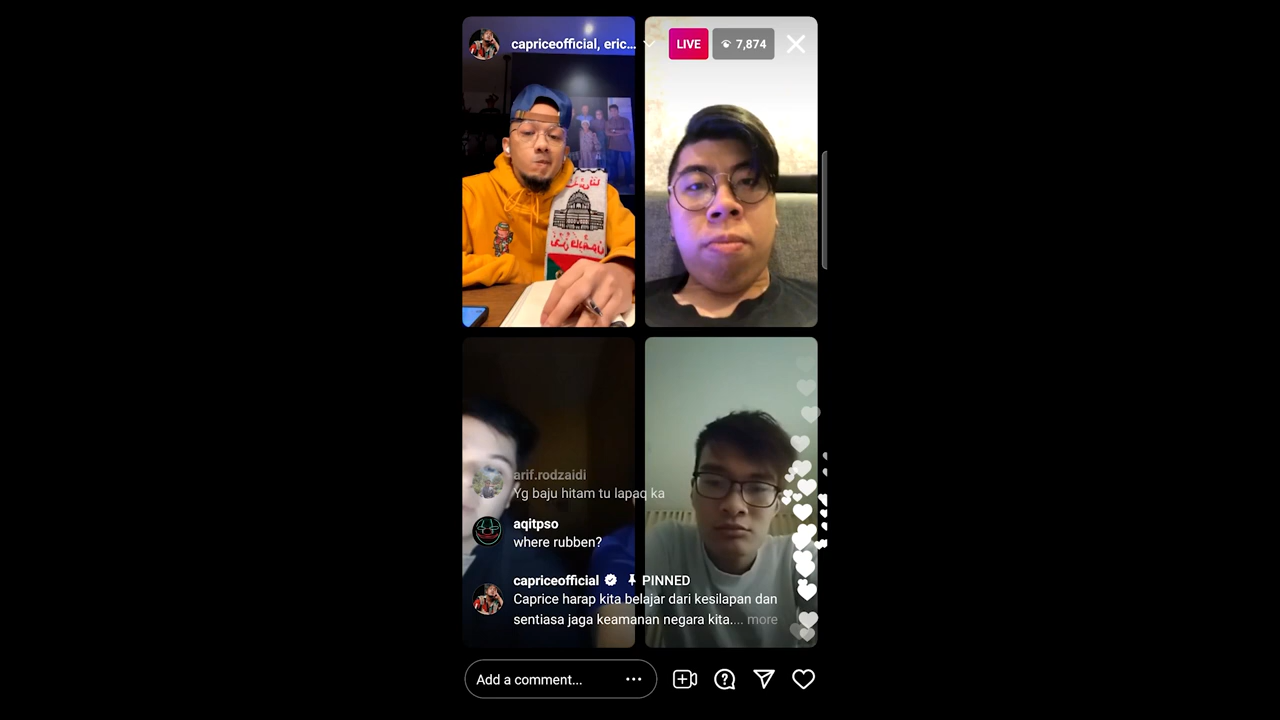 capriceofficial, eric...
LIVE
7,874
arif.rodzaidi
Yg baju hitam tu lapaq ka
aqitpso
where rubben?
capriceofficial PINNED
Caprice harap kita belajar dari kesilapan dan
sentiasa jaga keamanan negara kita.... more
Add a comment...